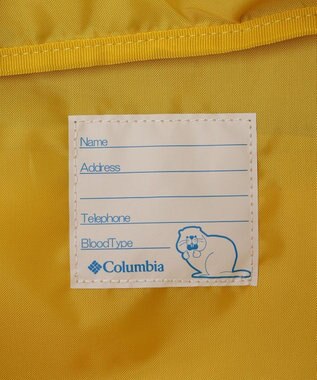 Name
Address
Telephone
BloodType
Columbia